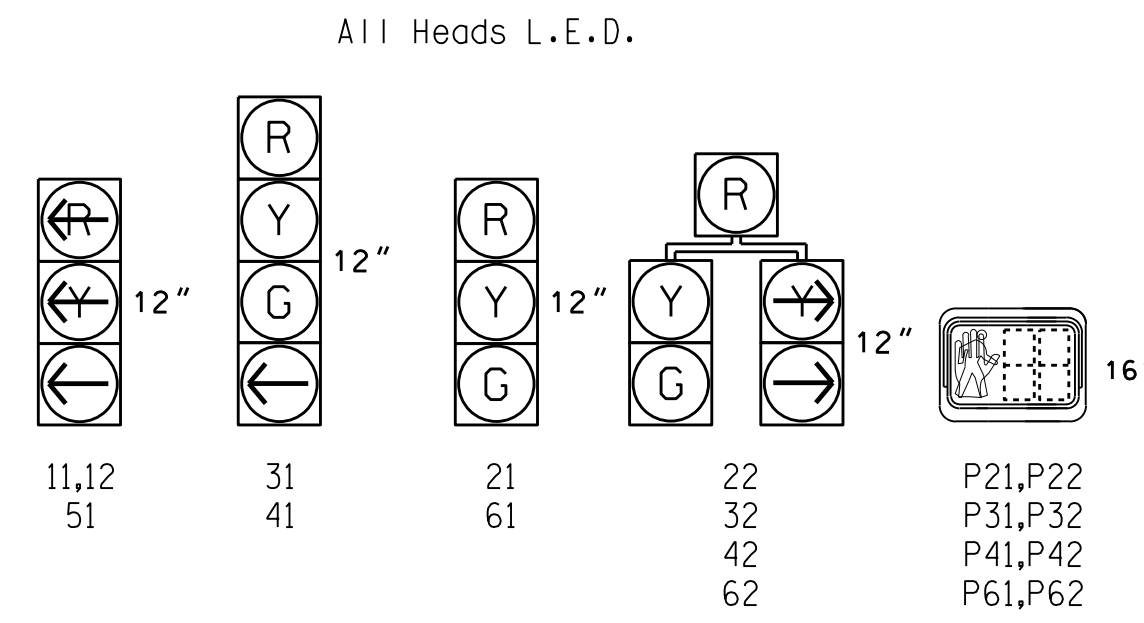 All Heads L.E.D.
R
Y
12"
R
Y
G
12"
R
Y
G
12"
R
Y
G
Y
12"
16
11,12
51
31
41
21
61
22
32
42
62
P21,P22
P31,P32
P41,P42
P61,P62